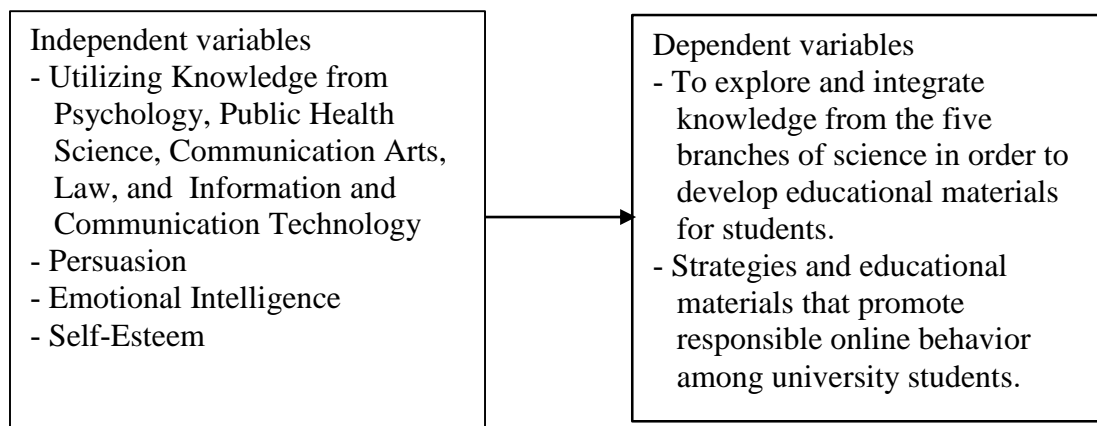 Independent variables
- Utilizing Knowledge from
Psychology, Public Health
Science, Communication Arts,
Law, and Information and
Communication Technology
- Persuasion
- Emotional Intelligence
- Self-Esteem
Dependent variables
- To explore and integrate
knowledge from the five
branches of science in order to
develop educational materials
for students.
- Strategies and educational
materials that promote
responsible online behavior
among university students.